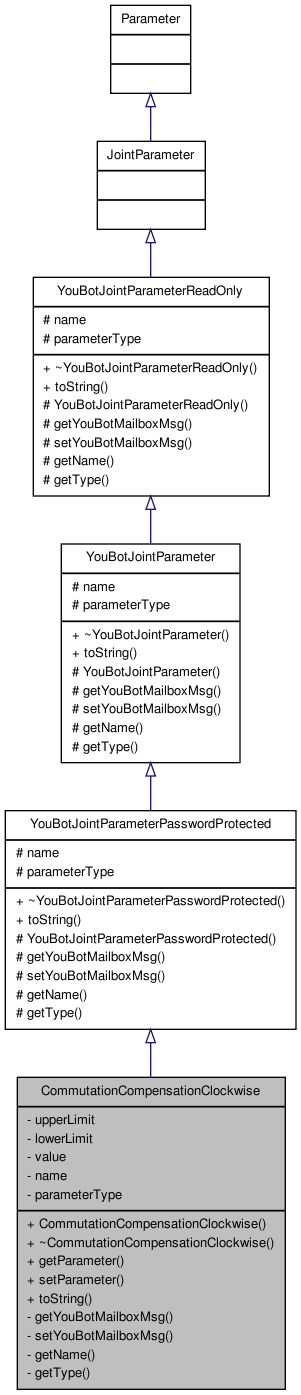 Parameter
JointParameter
YouBotJointParameterReadOnly
# name
# parameterType
+ ~YouBotJointParameterReadOnly()
+ toString()
# YouBotJointParameterReadOnly()
# getYouBotMailboxMsg()
# setYouBotMailboxMsg()
# getName()
# getType()
YouBotJointParameter
# name
# parameterType
+ ~YouBotJointParameter()
+ toString()
# YouBotJointParameter()
# getYouBotMailboxMsg()
# setYouBotMailboxMsg()
# getName()
# getType()
YouBotJointParameterPasswordProtected
# name
# parameterType
+ ~YouBotJointParameterPasswordProtected()
+ toString()
# YouBotJointParameterPasswordProtected()
# getYouBotMailboxMsg()
# setYouBotMailboxMsg()
# getName()
# getType()
CommutationCompensationClockwise
- upperLimit
- lowerLimit
- value
- name
- parameterType
+ CommutationCompensationClockwise()
+ ~CommutationCompensationClockwise()
+ getParameter()
+ setParameter()
+ toString()
- getYouBotMailboxMsg()
- setYouBotMailboxMsg()
- getName()
- getType()